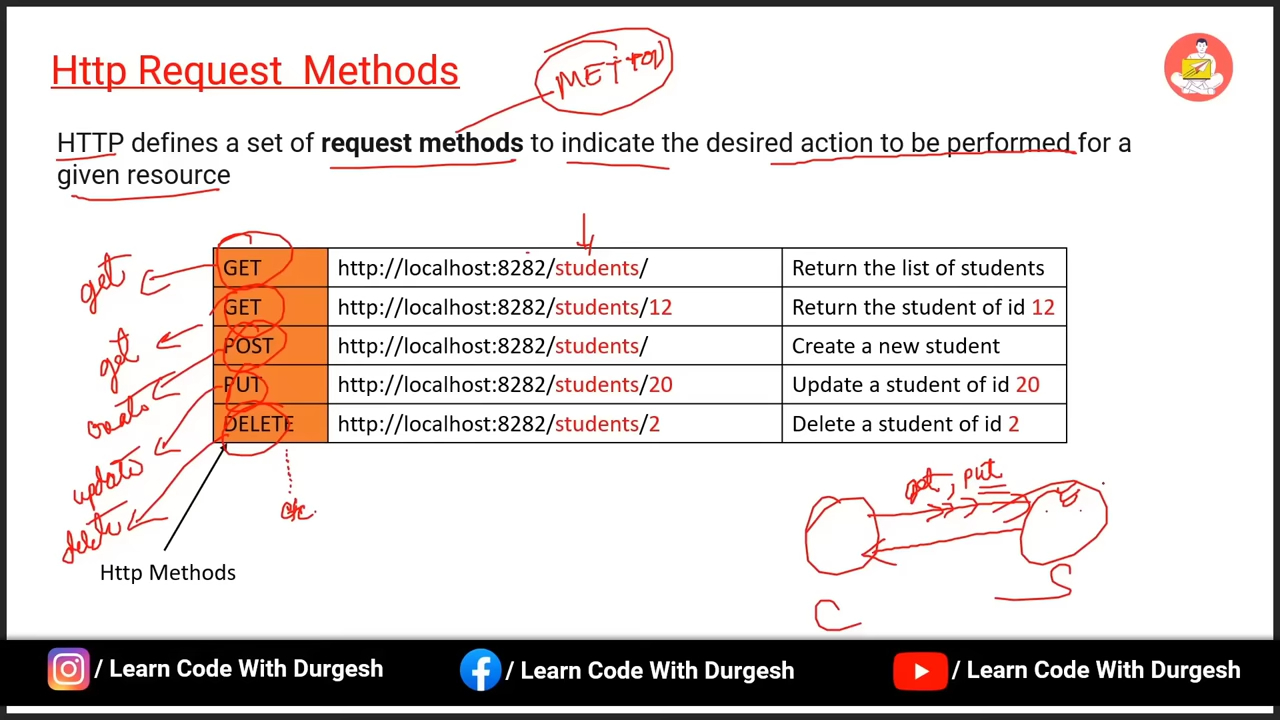 Http Request Methods
METHOD
HTTP defines a set of request methods to indicate the desired action to be performed for a
given resource
get
GET http://localhost:8282/students/ Return the list of students
get
GET http://localhost:8282/students/12 Return the student of id 12
create
POST http://localhost:8282/students/ Create a new student
update
PUT http://localhost:8282/students/20 Update a student of id 20
delete
DELETE http://localhost:8282/students/2 Delete a student of id 2
etc.
get, put
C
S
Http Methods
/ Learn Code With Durgesh
/ Learn Code With Durgesh
/ Learn Code With Durgesh